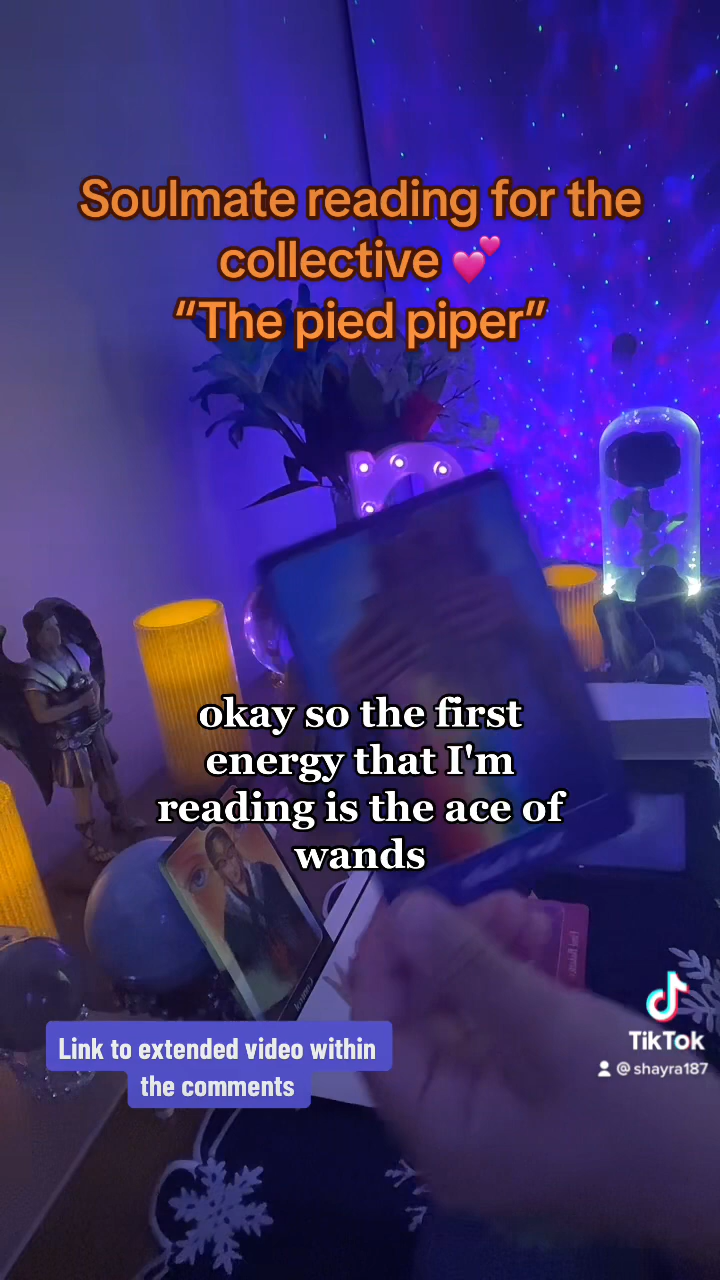 Soulmate reading for the
collective 💕
“The pied piper”
okay so the first
energy that I'm
reading is the ace of
wands
Link to extended video within
the comments
TikTok
@shayra187